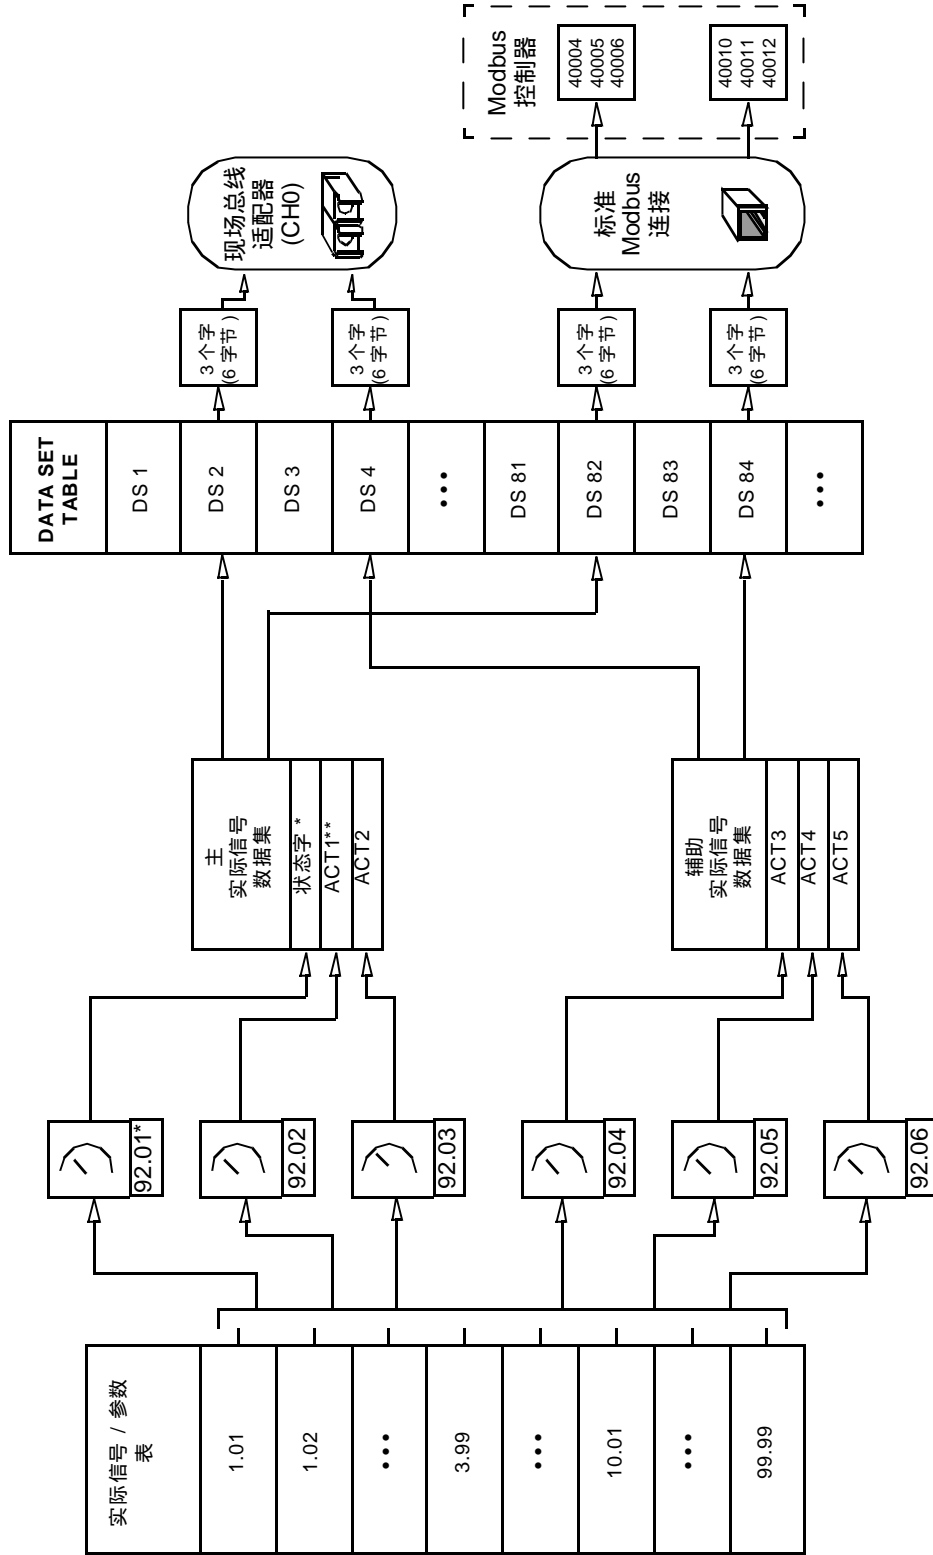 实际信号 / 参数
表
1.01
1.02
•••
3.99
•••
10.01
•••
99.99
92.01*
92.02
92.03
92.04
92.05
92.06
主
实际信号
数据集
状态字 *
ACT1**
ACT2
辅助
实际信号
数据集
ACT3
ACT4
ACT5
DATA SET
TABLE
DS 1
DS 2
DS 3
DS 4
•••
DS 81
DS 82
DS 83
DS 84
•••
3 个字
(6 字节 )
3 个字
(6 字节 )
3 个字
(6 字节 )
3 个字
(6 字节 )
现场总线
适配器
(CH0)
标准
Modbus
连接
Modbus
控制器
40004
40005
40006
40010
40011
40012